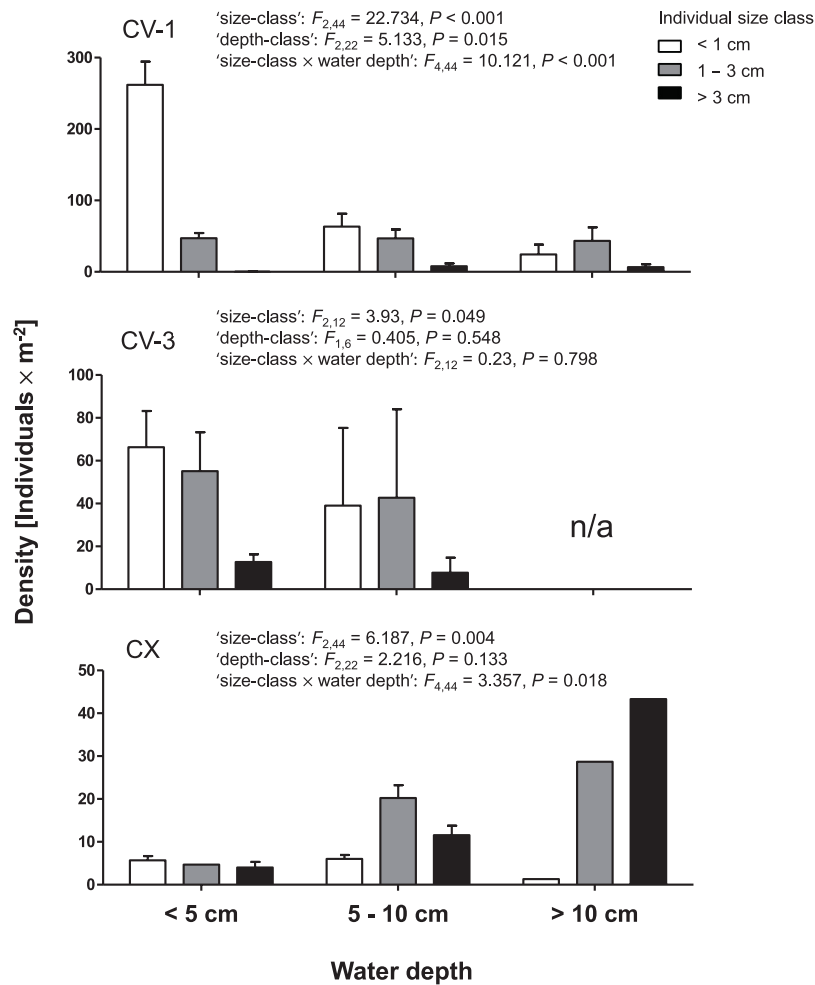 CV-1
'size-class': F2,44 = 22.734, P < 0.001
'depth-class': F2,22 = 5.133, P = 0.015
'size-class × water depth': F4,44 = 10.121, P < 0.001
Individual size class
< 1 cm
1 – 3 cm
> 3 cm
300
200
100
0
CV-3
'size-class': F2,12 = 3.93, P = 0.049
'depth-class': F1,6 = 0.405, P = 0.548
'size-class × water depth': F2,12 = 0.23, P = 0.798
100
80
60
40
20
0
n/a
Density [Individuals × m-2]
CX
'size-class': F2,44 = 6.187, P = 0.004
'depth-class': F2,22 = 2.216, P = 0.133
'size-class × water depth': F4,44 = 3.357, P = 0.018
50
40
30
20
10
0
< 5 cm 5 - 10 cm > 10 cm
Water depth